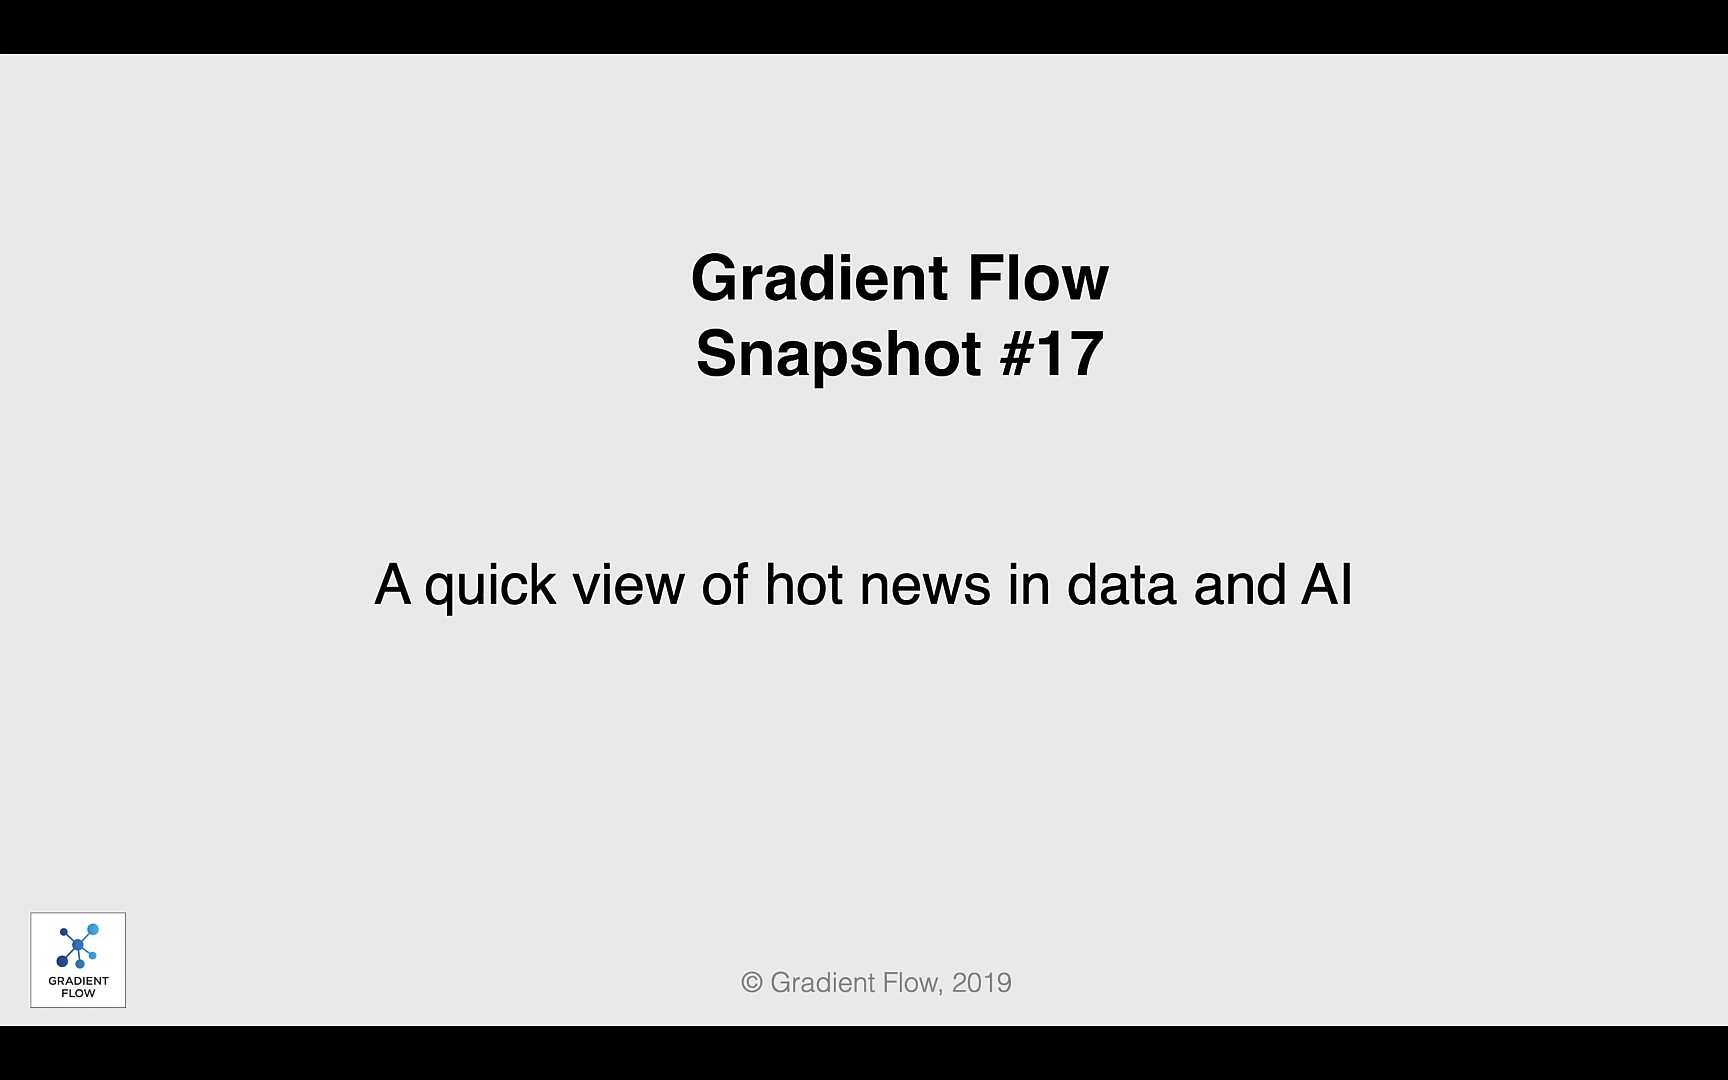 Gradient Flow
Snapshot #17
A quick view of hot news in data and AI
GRADIENT
FLOW
© Gradient Flow, 2019